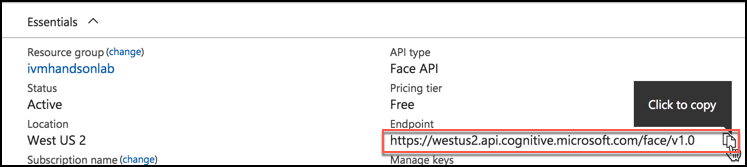 Essentials
Resource group (change)
API type
ivmhandsonlab
Face API
Status
Pricing tier
Active
Free
Click to copy
Location
Endpoint
West US 2
https://westus2.api.cognitive.microsoft.com/face/v1.0
Subscription name (change)
Manage keys